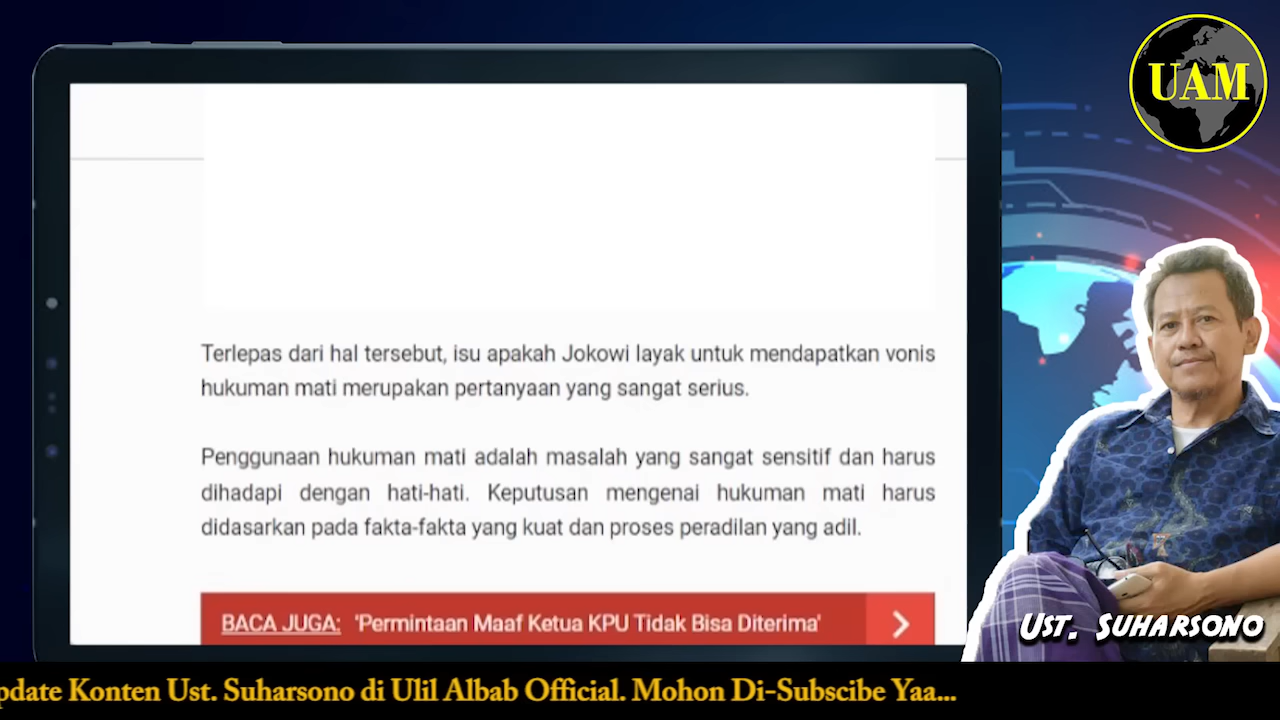 UAM
Terlepas dari hal tersebut, isu apakah Jokowi layak untuk mendapatkan vonis
hukuman mati merupakan pertanyaan yang sangat serius.
Penggunaan hukuman mati adalah masalah yang sangat sensitif dan harus
dihadapi dengan hati-hati. Keputusan mengenai hukuman mati harus
didasarkan pada fakta-fakta yang kuat dan proses peradilan yang adil.
BACA JUGA: 'Permintaan Maaf Ketua KPU Tidak Bisa Diterima'
UST. SUHARSONO
pdate Konten Ust. Suharsono di Ulil Albab Official. Mohon Di-Subscibe Yaa...